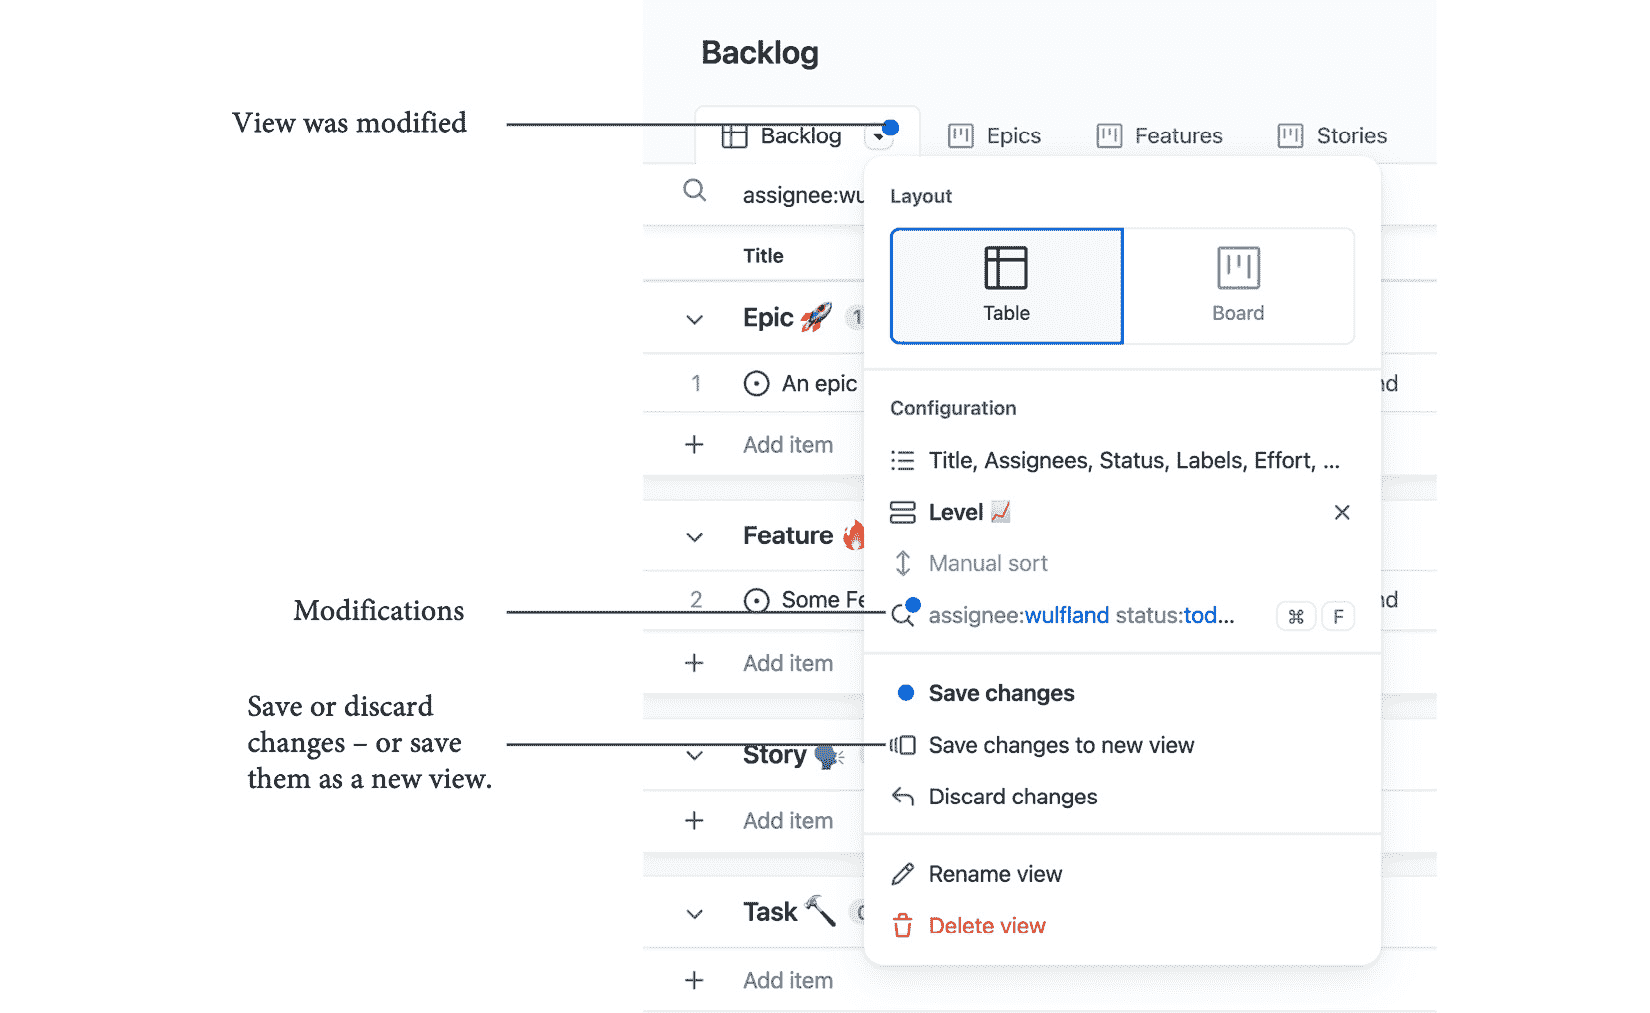 Backlog
View was modified
Backlog
Epics
Features
Stories
assignee:wu
Layout
Title
Table
Board
Epic
1
1
An epic
Configuration
Add item
Title, Assignees, Status, Labels, Effort, ...
Level
Feature
Manual sort
Modifications
2
Some Fe
assignee:wulfland status:tod...
⌘
F
Add item
Save changes
Save or discard
changes – or save
them as a new view.
Story
Save changes to new view
Discard changes
Add item
Rename view
Task
Delete view
Add item